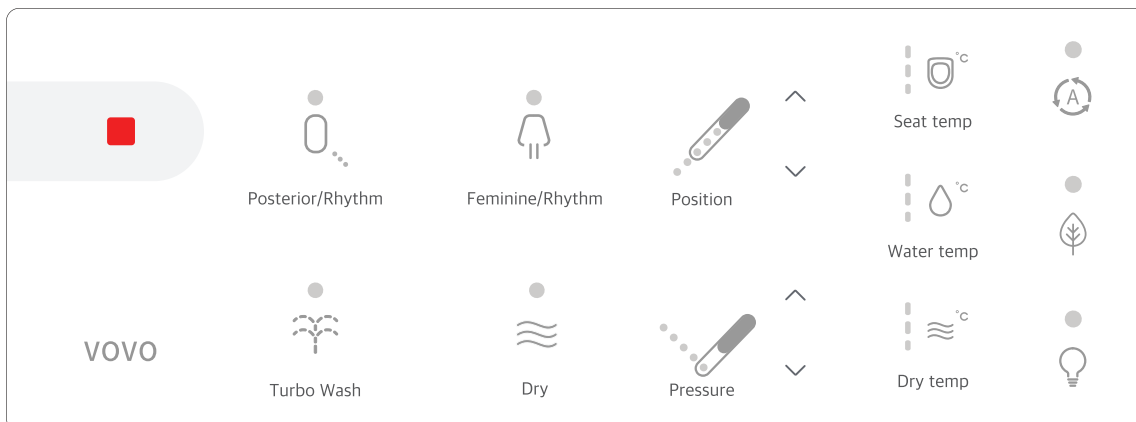 °C
Seat temp
A
Posterior/Rhythm
Feminine/Rhythm
Position
°C
Water temp
VOVO
Turbo Wash
Dry
Pressure
°C
Dry temp